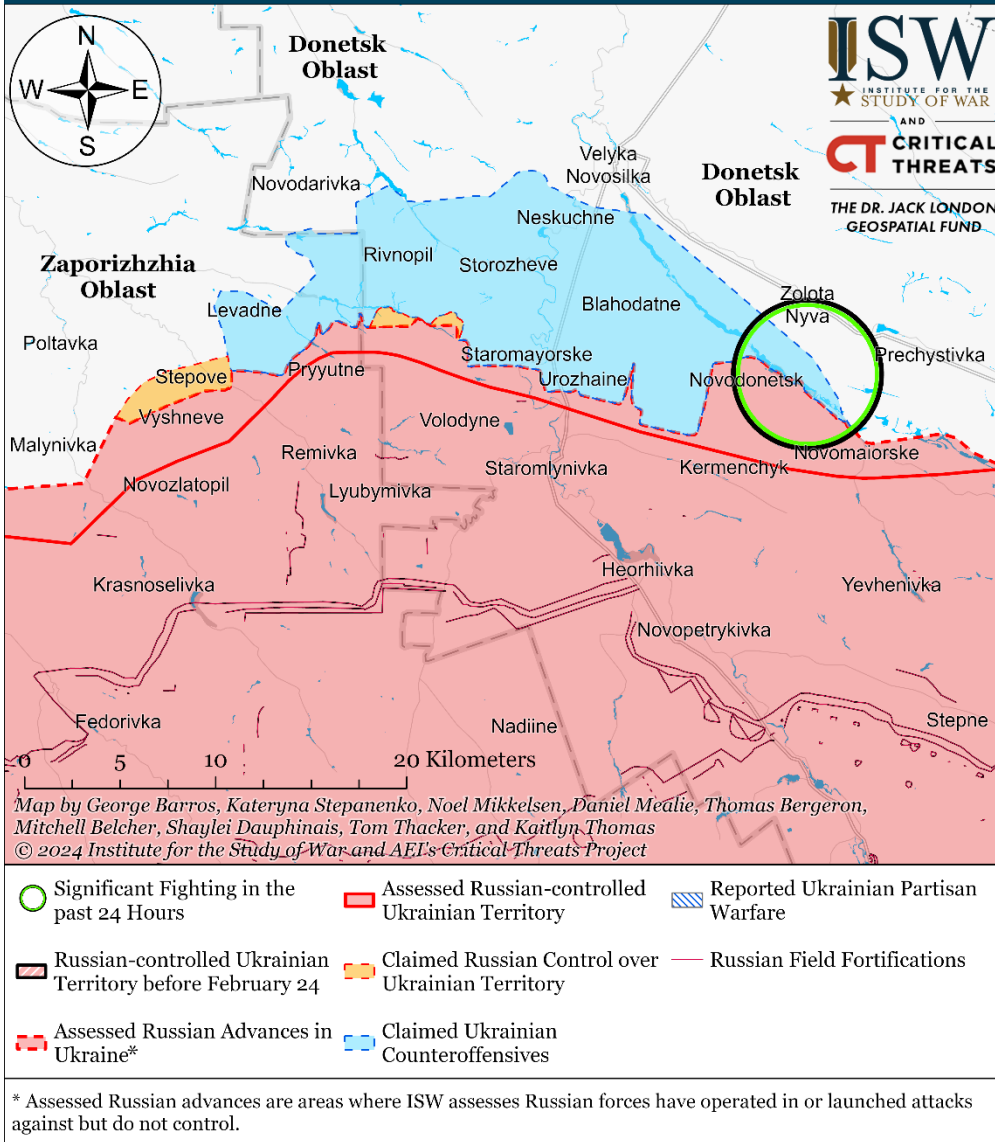 N
W E
S
Donetsk
Oblast
ISW
INSTITUTE FOR THE
STUDY OF WAR
AND
CT CRITICAL
THREATS
THE DR. JACK LONDON
GEOSPATIAL FUND
Velyka
Novosilka
Donetsk
Oblast
Novodarivka
Neskuchne
Rivnopil
Storozheve
Zaporizhzhia
Oblast
Blahodatne
Zolota
Nyva
Levadne
Poltavka
Prechystivka
Staromayorske
Pryyutne
Stepove
Urozhaine
Novodonetsk
Vyshneve
Volodyne
Malynivka
Remivka
Novomaiorske
Staromlynivka
Kermenchyk
Novozlatopil
Lyubymivka
Heorhiivka
Krasnoselivka
Yevhenivka
Novopetrykivka
Fedorivka
Nadiine
Stepne
0 5 10 20 Kilometers
Map by George Barros, Kateryna Stepanenko, Noel Mikkelsen, Daniel Mealie, Thomas Bergeron,
Mitchell Belcher, Shaylei Dauphinais, Tom Thacker, and Kaitlyn Thomas
© 2024 Institute for the Study of War and AEI's Critical Threats Project
Significant Fighting in the
past 24 Hours
Assessed Russian-controlled
Ukrainian Territory
Reported Ukrainian Partisan
Warfare
Russian-controlled Ukrainian
Territory before February 24
Claimed Russian Control over
Ukrainian Territory
Russian Field Fortifications
Assessed Russian Advances in
Ukraine*
Claimed Ukrainian
Counteroffensives
* Assessed Russian advances are areas where ISW assesses Russian forces have operated in or launched attacks
against but do not control.